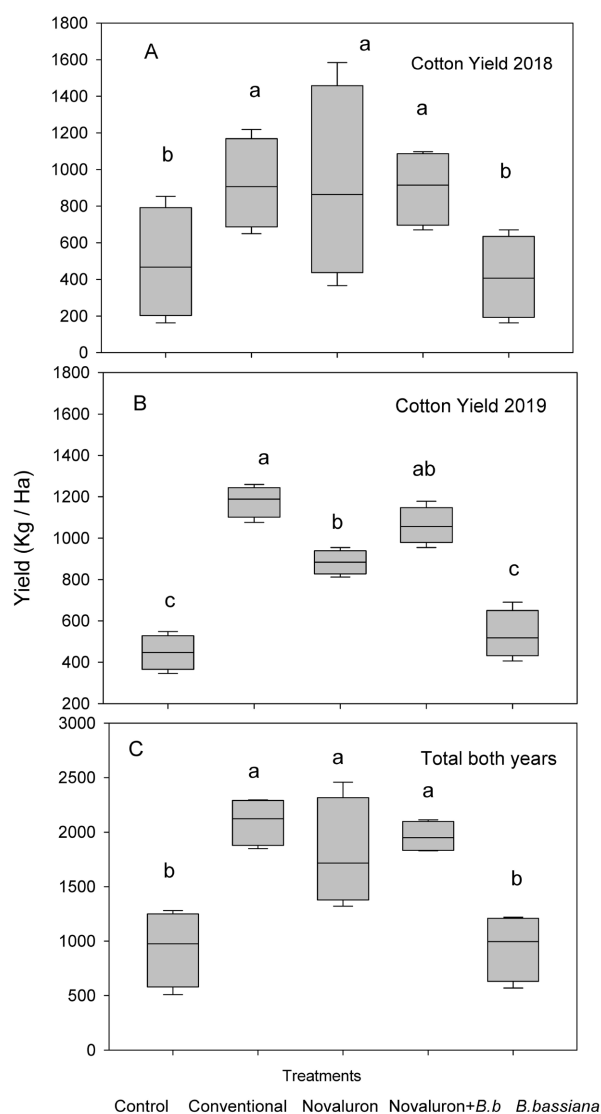 1800
A
a
Cotton Yield 2018
1600
1400
a
a
1200
b
b
1000
800
600
400
200
0
1800
B
Cotton Yield 2019
1600
1400
a
ab
1200
b
1000
800
c
c
600
400
200
Yield (Kg / Ha)
3000
C
a
a
a
Total both years
2500
2000
b
b
1500
1000
500
0
Treatments
Control Conventional Novaluron Novaluron+B.b B.bassiana